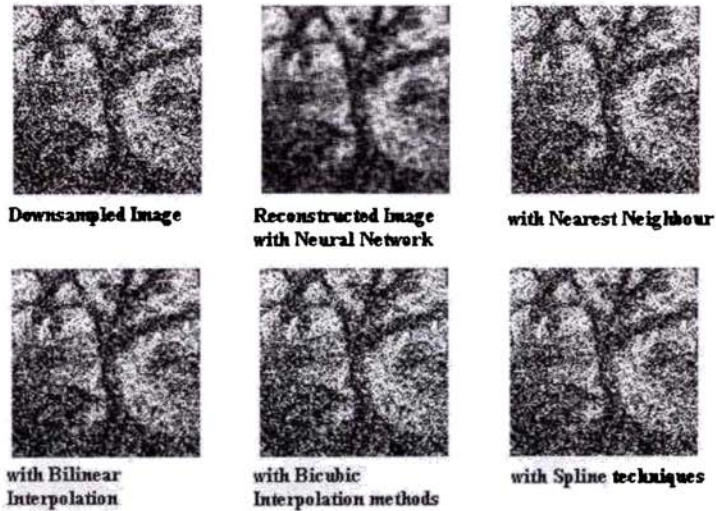 Downsampled Image
Reconstructed Image
with Neural Network
with Nearest Neighbour
with Bilinear
Interpolation
with Bicubic
Interpolation methods
with Spline techniques